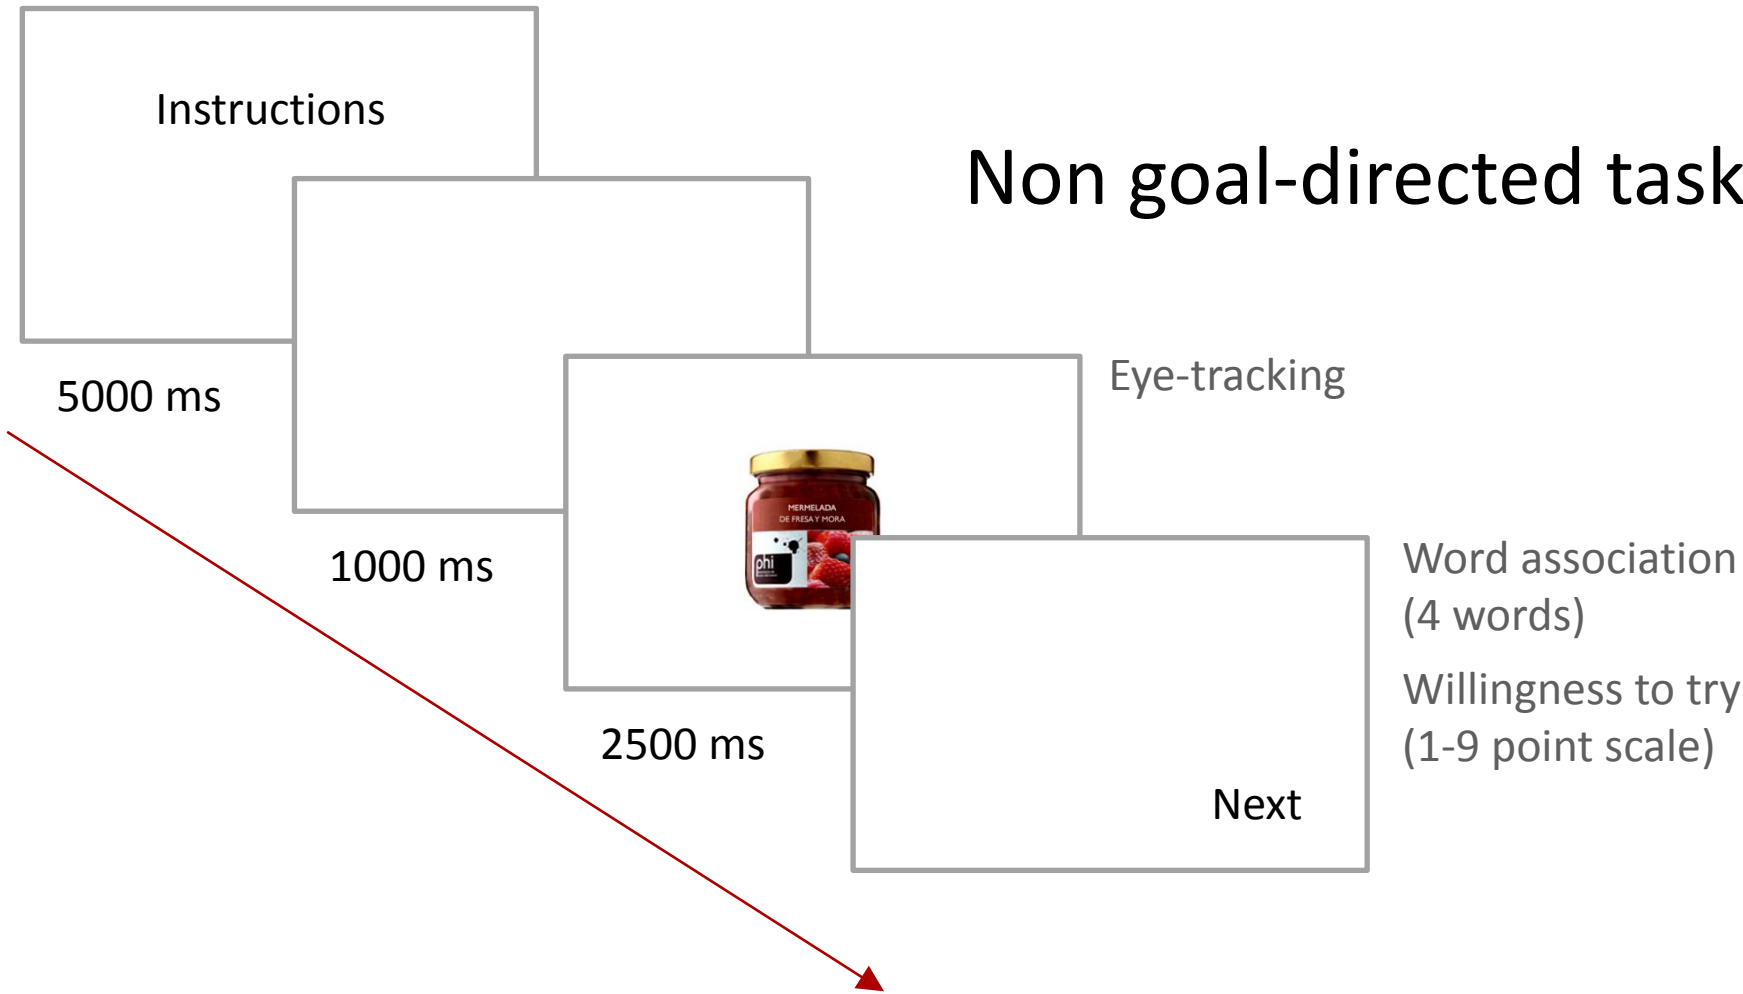 Instructions
Non goal-directed task
5000 ms
Eye-tracking
1000 ms
MERMELADA
DE FRESA Y MORA
phi
Word association
(4 words)
Willingness to try
(1-9 point scale)
2500 ms
Next